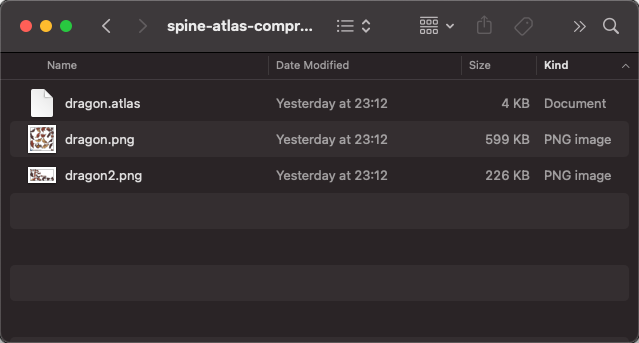 spine-atlas-compr...
Name Date Modified Size Kind
dragon.atlas Yesterday at 23:12 4 KB Document
dragon.png Yesterday at 23:12 599 KB PNG image
dragon2.png Yesterday at 23:12 226 KB PNG image